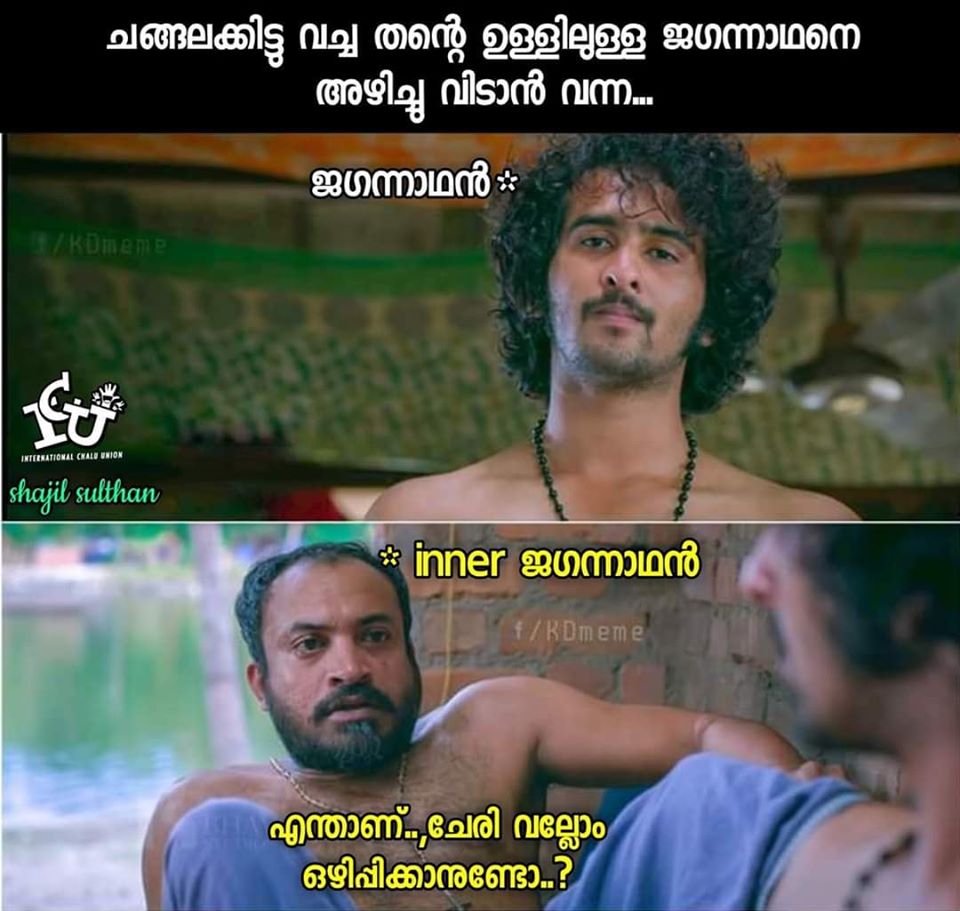 ചങ്ങലക്കിട്ടു വച്ച തന്റെ ഉള്ളിലുള്ള ജഗന്നാഥനെ
അഴിച്ചു വിടാൻ വന്ന...
ജഗന്നാഥൻ*
f/KDmeme
ICU
INTERNATIONAL CHALU UNION
shajil sulthan
* inner ജഗന്നാഥൻ
f/KDmeme
എന്താണ്..,ചേരി വല്ലോം
ഒഴിപ്പിക്കാനുണ്ടോ..?